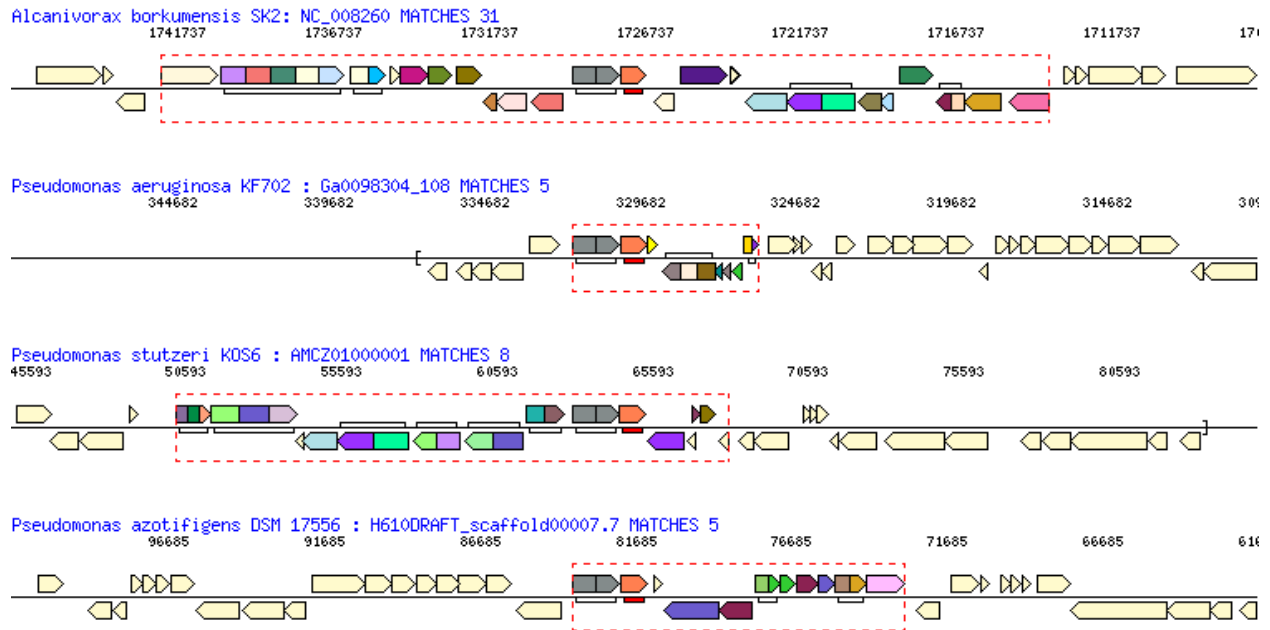 Alcanivorax borkumensis SK2: NC_008260 MATCHES 31
1741737 1736737 1731737 1726737 1721737 1716737 1711737
Pseudomonas aeruginosa KF702 : Ga0098304_108 MATCHES 5
344682 339682 334682 329682 324682 319682 314682
Pseudomonas stutzeri KOS6 : AMCZ01000001 MATCHES 8
45593 50593 55593 60593 65593 70593 75593 80593
Pseudomonas azotifigens DSM 17556 : H610DRAFT_scaffold00007.7 MATCHES 5
96685 91685 86685 81685 76685 71685 66685